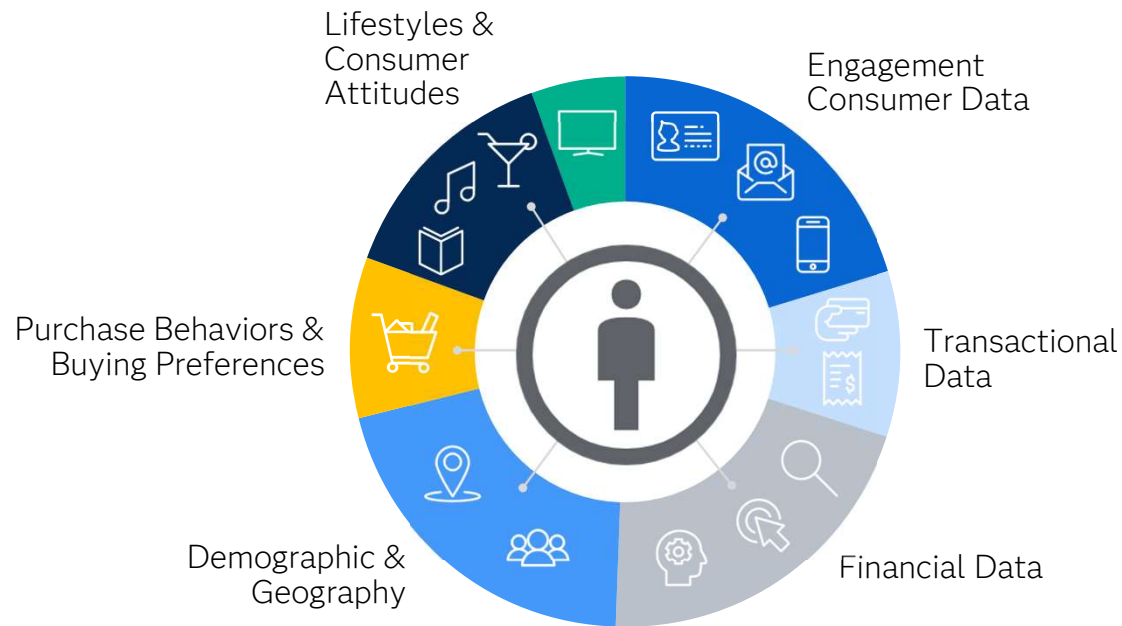 Lifestyles &
Consumer
Attitudes
Engagement
Consumer Data
Purchase Behaviors &
Buying Preferences
Transactional
Data
Demographic &
Geography
Financial Data
@
$